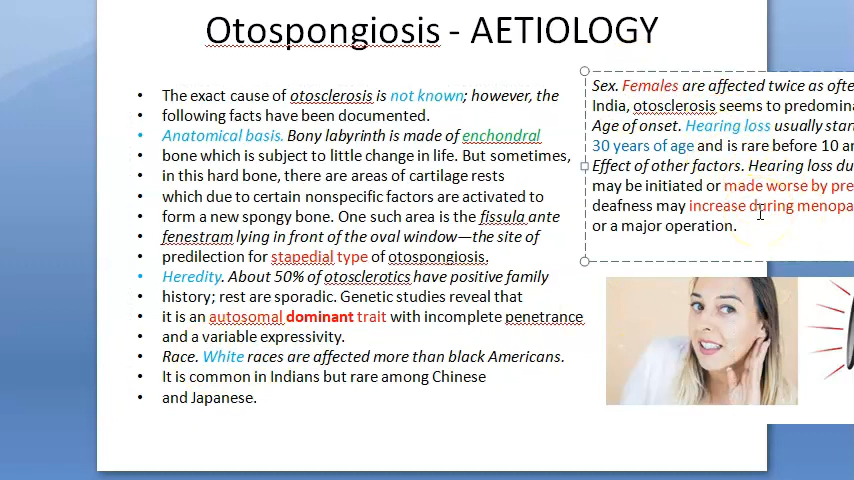 Otospongiosis - AETIOLOGY
• The exact cause of otosclerosis is not known; however, the
• following facts have been documented.
• Anatomical basis. Bony labyrinth is made of enchondral
• bone which is subject to little change in life. But sometimes,
• in this hard bone, there are areas of cartilage rests
• which due to certain nonspecific factors are activated to
• form a new spongy bone. One such area is the fissula ante
• fenestram lying in front of the oval window—the site of
• predilection for stapedial type of otospongiosis.
• Heredity. About 50% of otosclerotics have positive family
• history; rest are sporadic. Genetic studies reveal that
• it is an autosomal dominant trait with incomplete penetrance
• and a variable expressivity.
• Race. White races are affected more than black Americans.
• It is common in Indians but rare among Chinese
• and Japanese.
Sex. Females are affected twice as
India, otosclerosis seems to
Age of onset. Hearing loss usually
30 years of age and is rare before 10
Effect of other factors. Hearing loss
may be initiated or made worse by
deafness may increase during
or a major operation.